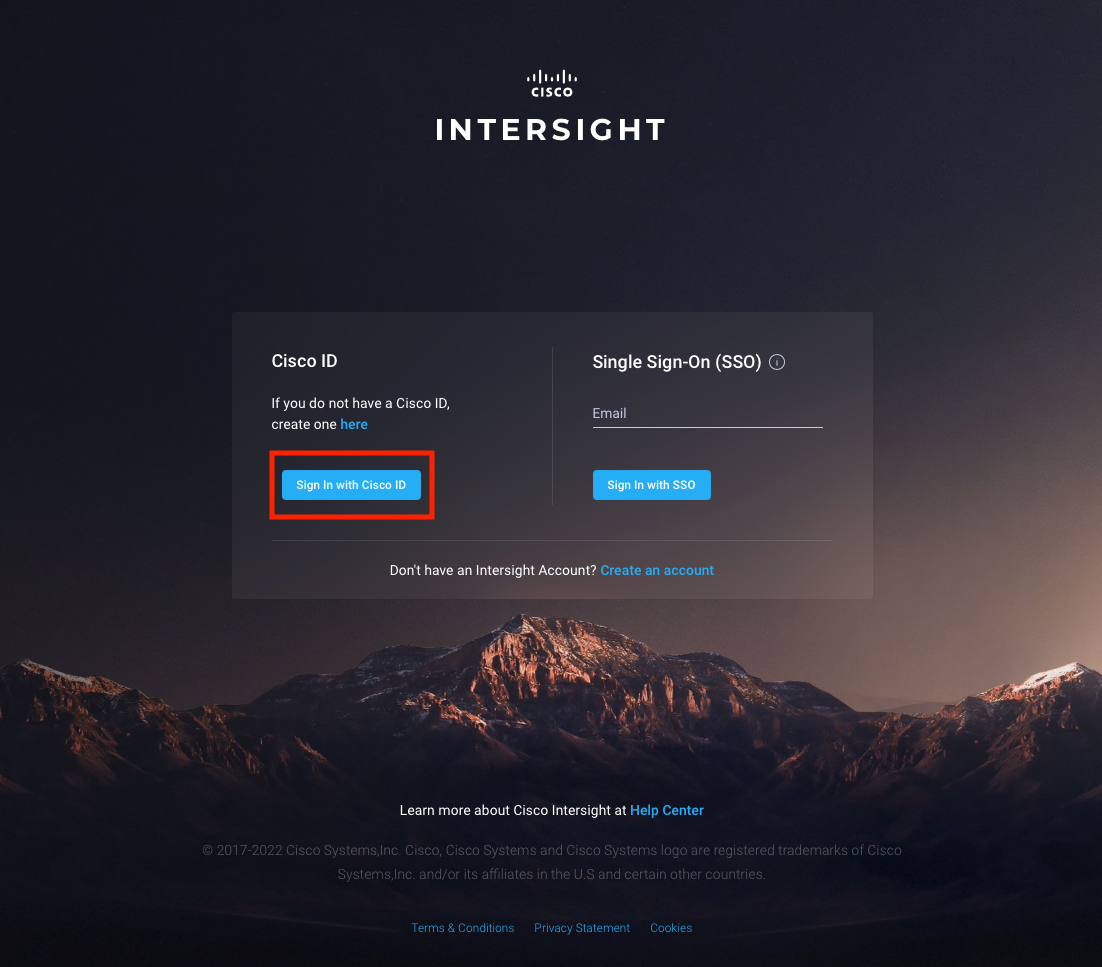 CISCO
INTERSIGHT
Cisco ID
If you do not have a Cisco ID,
create one here
Sign In with Cisco ID
Single Sign-On (SSO)
Email
Sign In with SSO
Don't have an Intersight Account? Create an account
Learn more about Cisco Intersight at Help Center
© 2017-2022 Cisco Systems,Inc. Cisco, Cisco Systems and Cisco Systems logo are registered trademarks of Cisco
Systems,Inc. and/or its affiliates in the U.S and certain other countries.
Terms & Conditions Privacy Statement Cookies